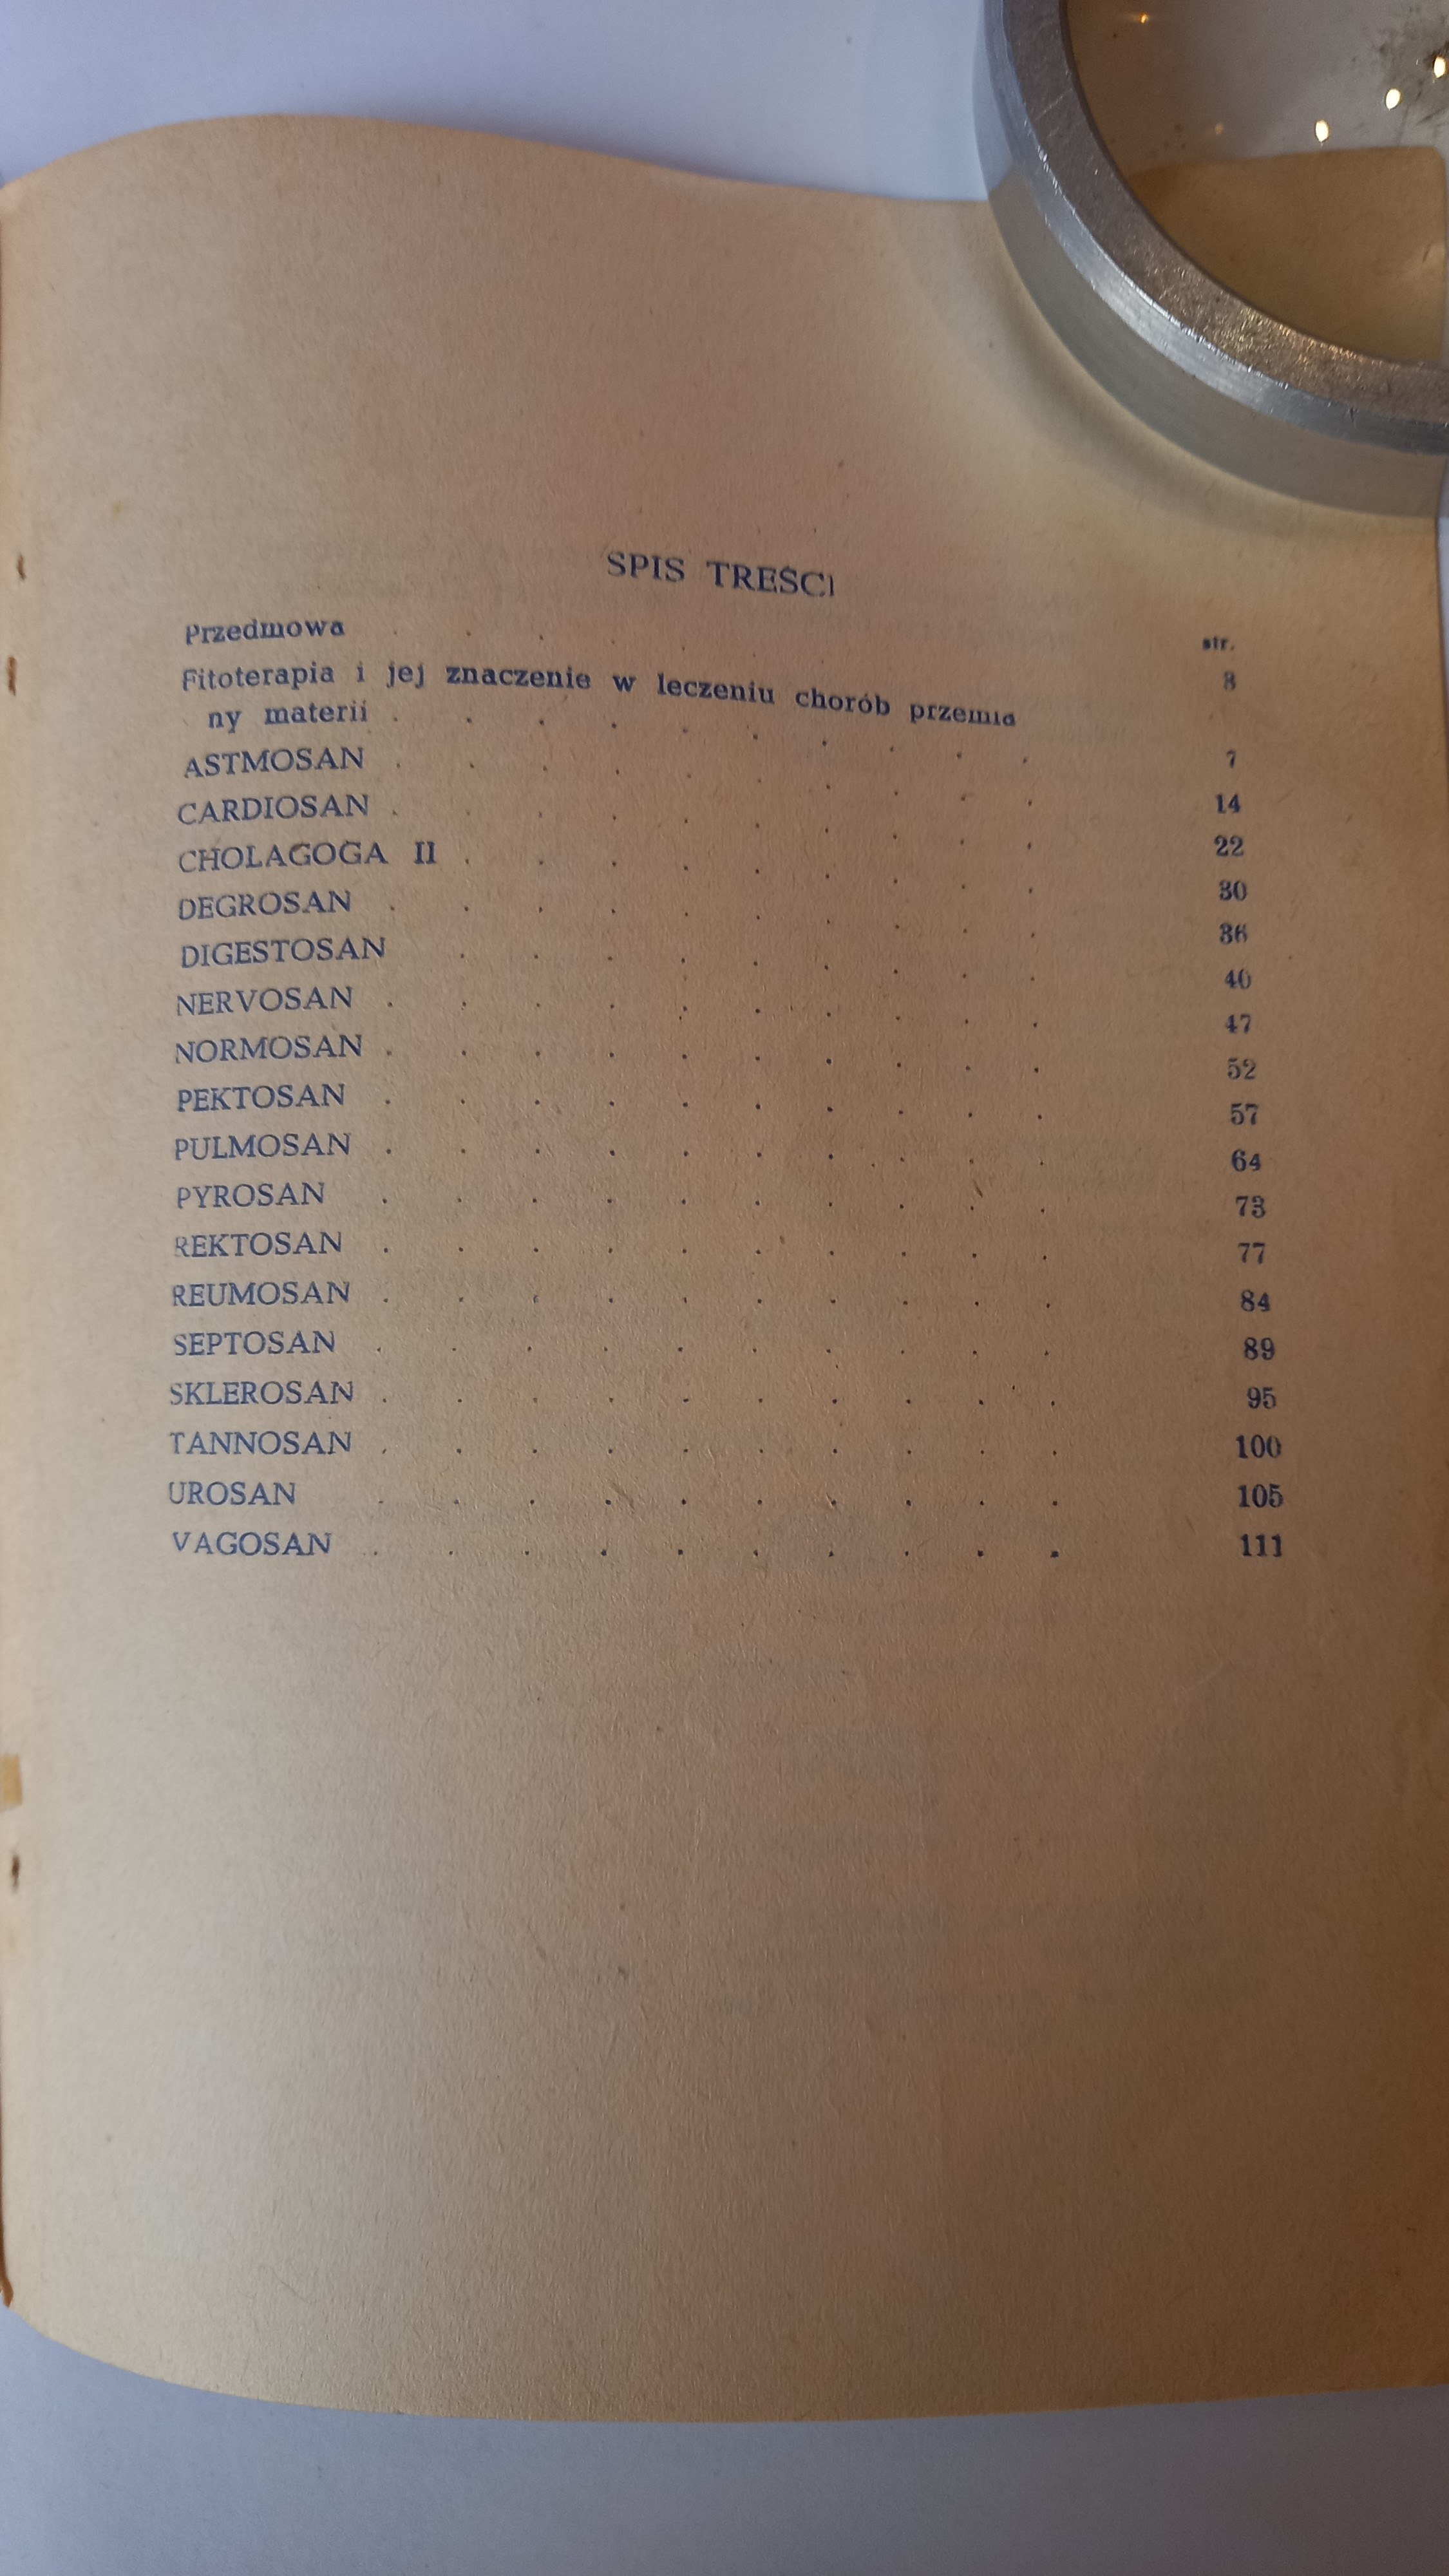 SPIS TREŚCI
str.
Przedmowa . . . 3
Fitoterapia i jej znaczenie w leczeniu chorób przemia
ny materii . . . . . . . . . . 7
ASTMOSAN . . . . . . . . . . 14
CARDIOSAN . . . . . . . . . . 22
CHOLAGOGA II . . . . . . . . . 30
DEGROSAN . . . . . . . . . . 36
DIGESTOSAN . . . . . . . . . 40
NERVOSAN . . . . . . . . . . 47
NORMOSAN . . . . . . . . . . 52
PEKTOSAN . . . . . . . . . . 57
PULMOSAN . . . . . . . . . . 64
PYROSAN . . . . . . . . . . 73
REKTOSAN . . . . . . . . . . 77
REUMOSAN . . . . . . . . . . 84
SEPTOSAN . . . . . . . . . . 89
SKLEROSAN . . . . . . . . . . 95
TANNOSAN . . . . . . . . . . 100
UROSAN . . . . . . . . . . 105
VAGOSAN . . . . . . . . . . 111